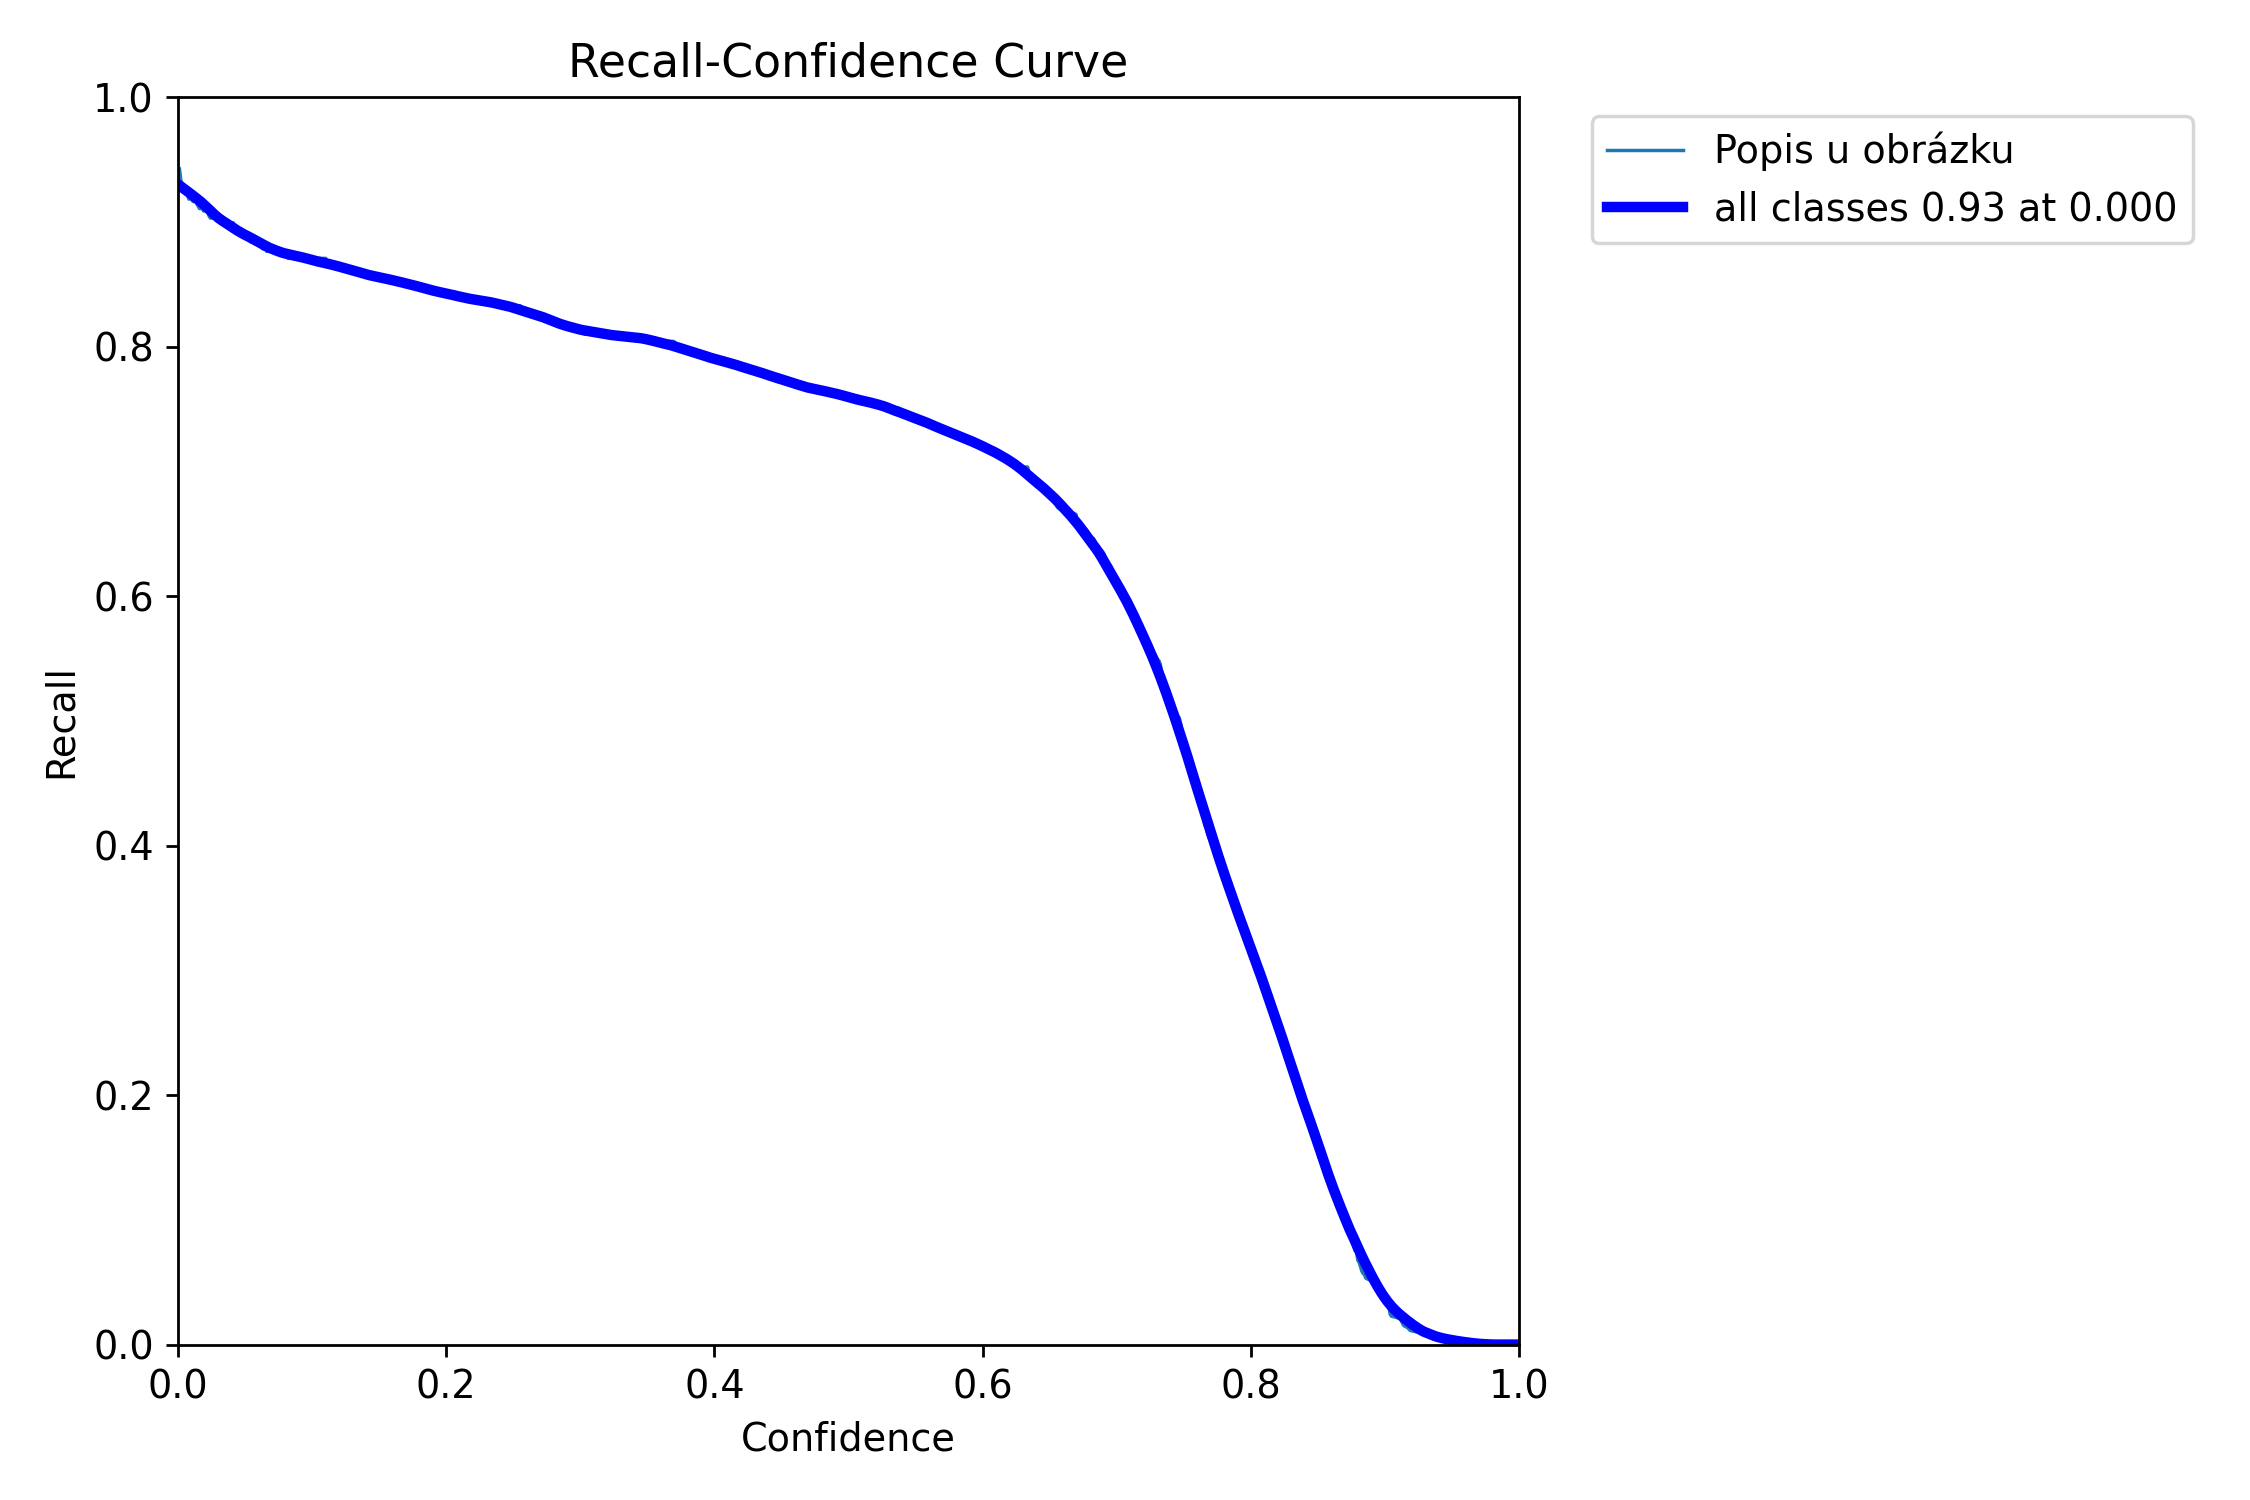 Recall-Confidence Curve
1.0
0.8
0.6
0.4
0.2
0.0
Recall
0.0 0.2 0.4 0.6 0.8 1.0
Confidence
Popis u obrázku
all classes 0.93 at 0.000